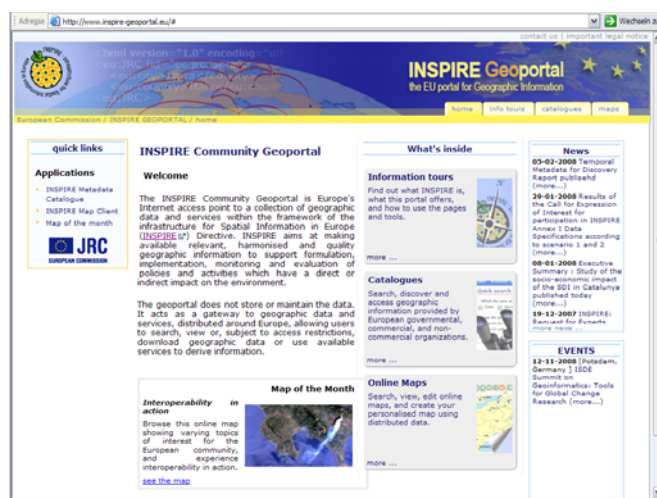 Adresse http://www.inspire-geoportal.eu/# Wechseln zu
contact us | important legal notice
INSPIRE Geoportal
the EU portal for Geographic Information
home info tours catalogues maps
European Commission / INSPIRE GEOPORTAL / home
quick links
Applications
INSPIRE Metadata
Catalogue
INSPIRE Map Client
Map of the month
JRC
EUROPEAN COMMISSION
INSPIRE Community Geoportal
Welcome
The INSPIRE Community Geoportal is Europe's
Internet access point to a collection of geographic
data and services within the framework of the
infrastructure for Spatial Information in Europe
(INSPIRE) Directive. INSPIRE aims at making
available relevant, harmonised and quality
geographic information to support formulation,
implementation, monitoring and evaluation of
policies and activities which have a direct or
indirect impact on the environment.
The geoportal does not store or maintain the data.
It acts as a gateway to geographic data and
services, distributed around Europe, allowing users
to search, view or, subject to access restrictions,
download geographic data or use available
services to derive information.
Map of the Month
Interoperability in
action
Browse this online map
showing varying topics
of interest for the
European community,
and experience
interoperability in action.
see the map
What's inside
Information tours
Find out what INSPIRE is,
what this portal offers,
and how to use the pages
and tools.
more ...
Catalogues
Search, discover and
access geographic
information provided by
European governmental,
commercial, and non-
commercial organizations.
Quick search
more ...
Online Maps
Search, view, edit online
maps, and create your
personalised map using
distributed data.
more ...
News
05-02-2008 Temporal
Metadata for Discovery
Report publisehd
(more...)
29-01-2008 Results of
the Call for Expression
of Interest for
participation in INSPIRE
Annex I Data
Specifications according
to scenario 1 and 2
(more...)
08-01-2008 Executive
Summary : Study of the
socio-economic impact
of the SDI in Catalunya
published today
(more...)
19-12-2007 INSPIRE:
Request for Experts
more news ...
EVENTS
12-11-2008 [Potsdam,
Germany ] ISDE
Summit on
Geoinformatics: Tools
for Global Change
Research (more...)